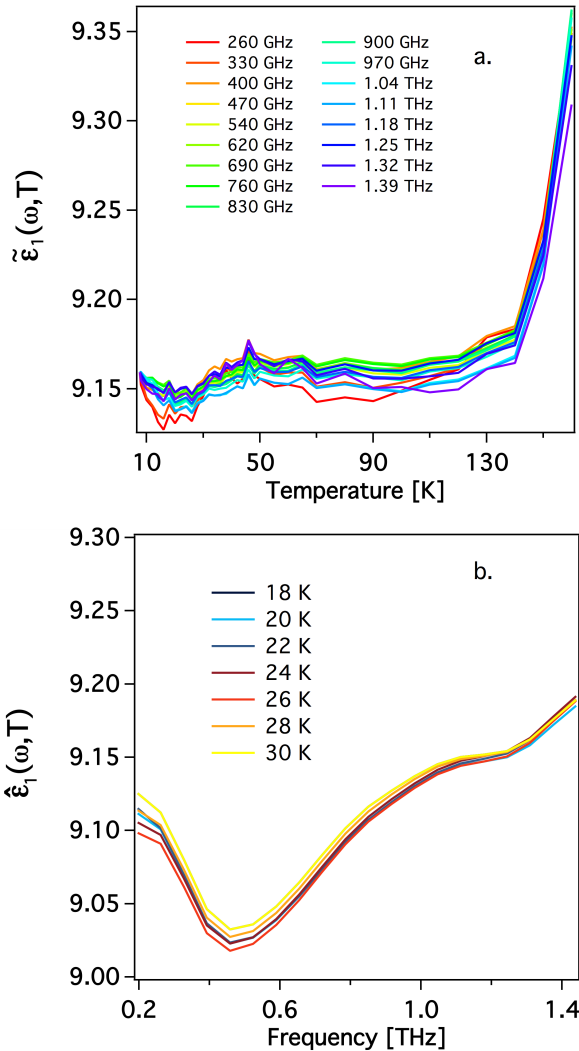 9.35
9.30
9.25
9.20
9.15
ε̃₁(ω,T)
a.
260 GHz
330 GHz
400 GHz
470 GHz
540 GHz
620 GHz
690 GHz
760 GHz
830 GHz
900 GHz
970 GHz
1.04 THz
1.11 THz
1.18 THz
1.25 THz
1.32 THz
1.39 THz
10 50 90 130
Temperature [K]
9.30
9.25
9.20
9.15
9.10
9.05
9.00
ε̂₁(ω,T)
b.
18 K
20 K
22 K
24 K
26 K
28 K
30 K
0.2 0.6 1.0 1.4
Frequency [THz]